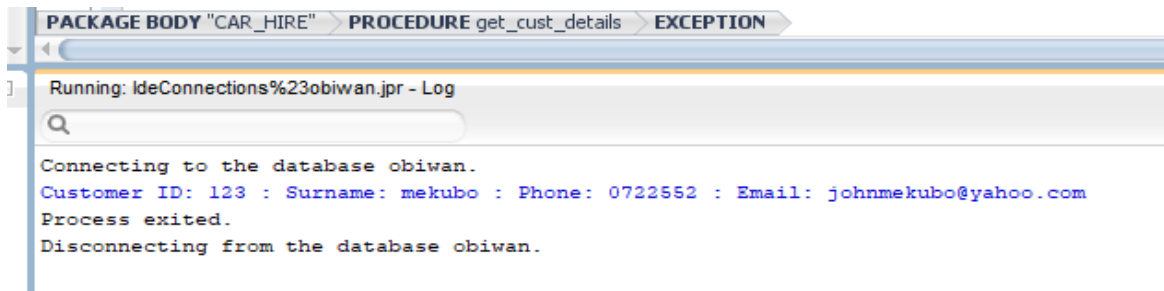 PACKAGE BODY "CAR_HIRE" PROCEDURE get_cust_details EXCEPTION
Running: IdeConnections%23obiwan.jpr - Log
Connecting to the database obiwan.
Customer ID: 123 : Surname: mekubo : Phone: 0722552 : Email: johnmekubo@yahoo.com
Process exited.
Disconnecting from the database obiwan.